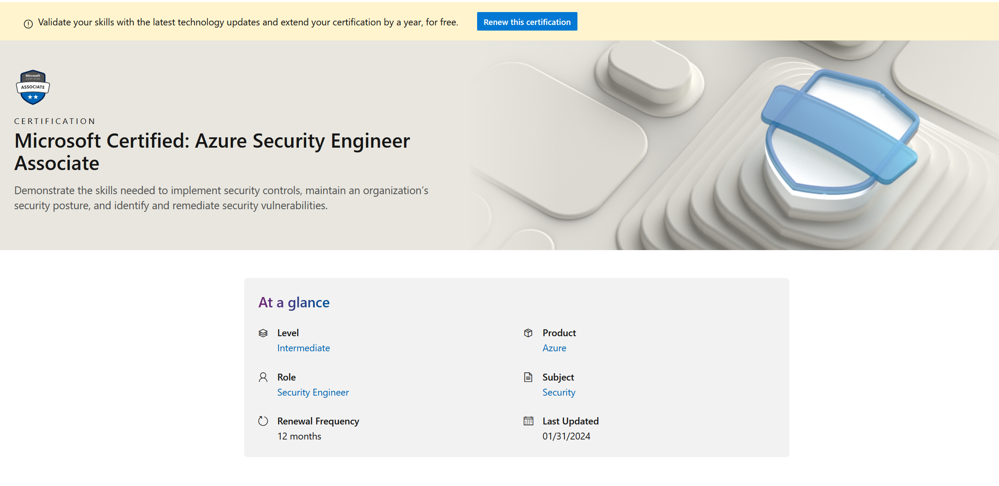 Validate your skills with the latest technology updates and extend your certification by a year, for free.
Renew this certification
Microsoft
CERTIFIED
ASSOCIATE
CERTIFICATION
Microsoft Certified: Azure Security Engineer
Associate
Demonstrate the skills needed to implement security controls, maintain an organization’s
security posture, and identify and remediate security vulnerabilities.
At a glance
Level
Intermediate
Product
Azure
Role
Security Engineer
Subject
Security
Renewal Frequency
12 months
Last Updated
01/31/2024